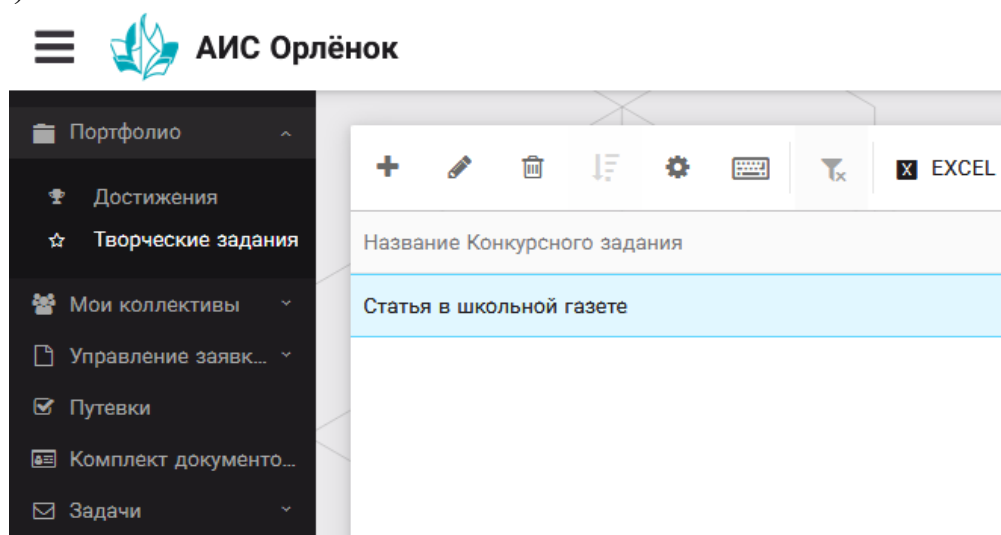 АИС Орлёнок
Портфолио
Достижения
Творческие задания
Мои коллективы
Управление заявк...
Путевки
Комплект документо...
Задачи
EXCEL
Название Конкурсного задания
Статья в школьной газете